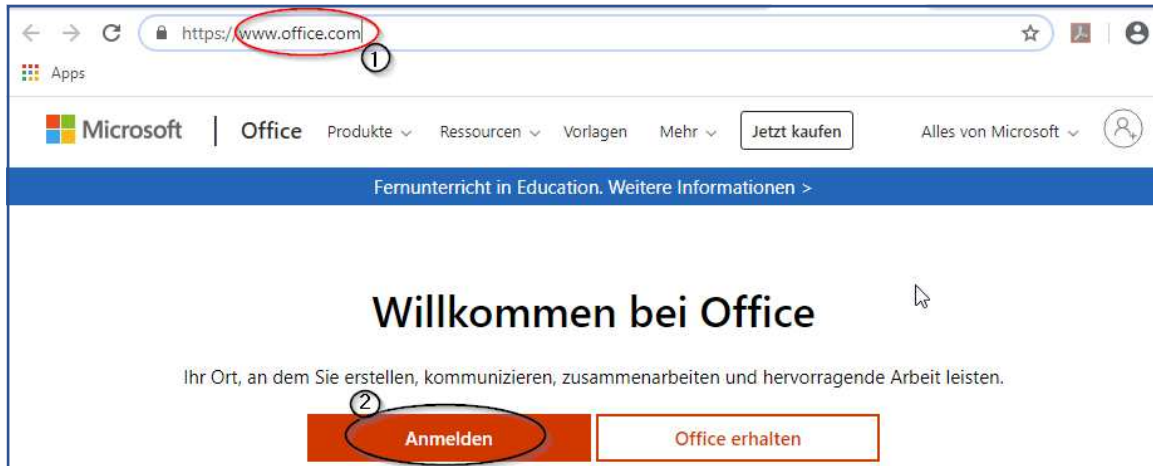 https://www.office.com
1
Apps
Microsoft | Office Produkte Ressourcen Vorlagen Mehr Jetzt kaufen Alles von Microsoft
Fernunterricht in Education. Weitere Informationen >
Willkommen bei Office
Ihr Ort, an dem Sie erstellen, kommunizieren, zusammenarbeiten und hervorragende Arbeit leisten.
2
Anmelden Office erhalten